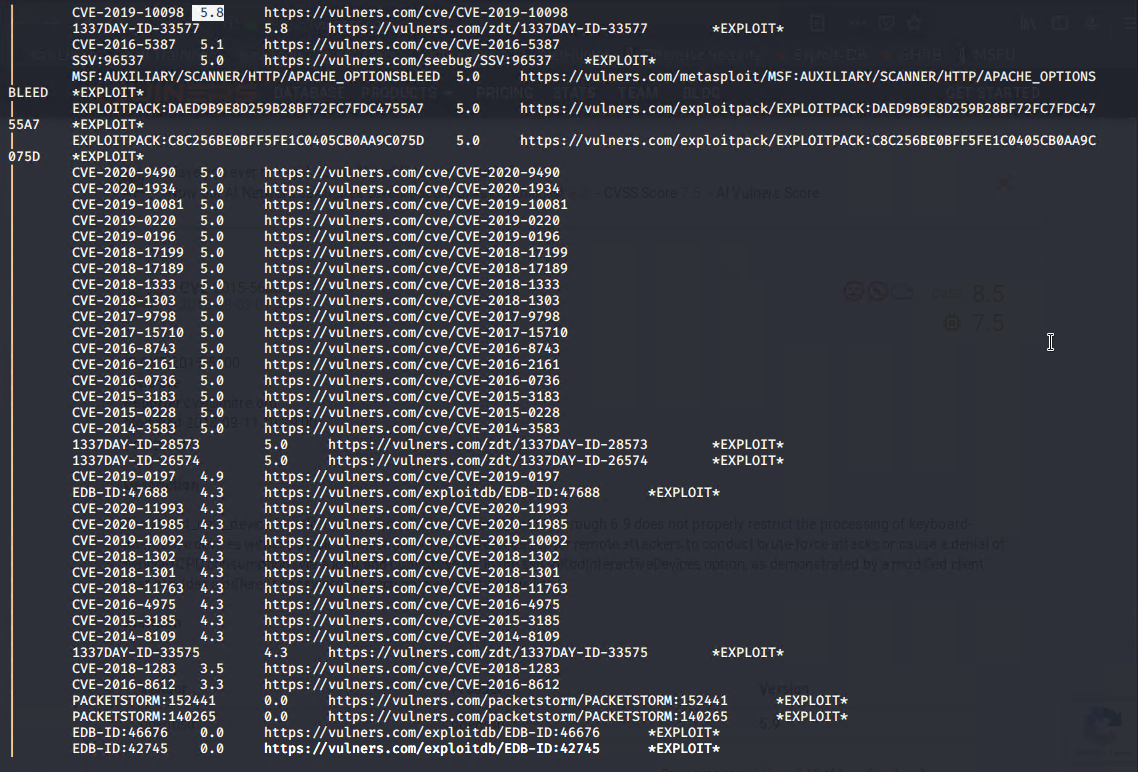 CVE-2019-10098 5.8 https://vulners.com/cve/CVE-2019-10098
1337DAY-ID-33577 5.8 https://vulners.com/zdt/1337DAY-ID-33577 *EXPLOIT*
CVE-2016-5387 5.1 https://vulners.com/cve/CVE-2016-5387
SSV:96537 5.0 https://vulners.com/seebug/SSV:96537 *EXPLOIT*
MSF:AUXILIARY/SCANNER/HTTP/APACHE_OPTIONSBLEED 5.0 https://vulners.com/metasploit/MSF:AUXILIARY/SCANNER/HTTP/APACHE_OPTIONS
BLEED *EXPLOIT*
| EXPLOITPACK:DAED9B9E8D259B28BF72FC7FDC4755A7 5.0 https://vulners.com/exploitpack/EXPLOITPACK:DAED9B9E8D259B28BF72FC7FDC47
55A7 *EXPLOIT*
| EXPLOITPACK:C8C256BE0BFF5FE1C0405CB0AA9C075D 5.0 https://vulners.com/exploitpack/EXPLOITPACK:C8C256BE0BFF5FE1C0405CB0AA9C
075D *EXPLOIT*
CVE-2020-9490 5.0 https://vulners.com/cve/CVE-2020-9490
CVE-2020-1934 5.0 https://vulners.com/cve/CVE-2020-1934
CVE-2019-10081 5.0 https://vulners.com/cve/CVE-2019-10081
CVE-2019-0220 5.0 https://vulners.com/cve/CVE-2019-0220
CVE-2019-0196 5.0 https://vulners.com/cve/CVE-2019-0196
CVE-2018-17199 5.0 https://vulners.com/cve/CVE-2018-17199
CVE-2018-17189 5.0 https://vulners.com/cve/CVE-2018-17189
CVE-2018-1333 5.0 https://vulners.com/cve/CVE-2018-1333
CVE-2018-1303 5.0 https://vulners.com/cve/CVE-2018-1303
CVE-2017-9798 5.0 https://vulners.com/cve/CVE-2017-9798
CVE-2017-15710 5.0 https://vulners.com/cve/CVE-2017-15710
CVE-2016-8743 5.0 https://vulners.com/cve/CVE-2016-8743
CVE-2016-2161 5.0 https://vulners.com/cve/CVE-2016-2161
CVE-2016-0736 5.0 https://vulners.com/cve/CVE-2016-0736
CVE-2015-3183 5.0 https://vulners.com/cve/CVE-2015-3183
CVE-2015-0228 5.0 https://vulners.com/cve/CVE-2015-0228
CVE-2014-3583 5.0 https://vulners.com/cve/CVE-2014-3583
1337DAY-ID-28573 5.0 https://vulners.com/zdt/1337DAY-ID-28573 *EXPLOIT*
1337DAY-ID-26574 5.0 https://vulners.com/zdt/1337DAY-ID-26574 *EXPLOIT*
CVE-2019-0197 4.9 https://vulners.com/cve/CVE-2019-0197
EDB-ID:47688 4.3 https://vulners.com/exploitdb/EDB-ID:47688 *EXPLOIT*
CVE-2020-11993 4.3 https://vulners.com/cve/CVE-2020-11993
CVE-2020-11985 4.3 https://vulners.com/cve/CVE-2020-11985
CVE-2019-10092 4.3 https://vulners.com/cve/CVE-2019-10092
CVE-2018-1302 4.3 https://vulners.com/cve/CVE-2018-1302
CVE-2018-1301 4.3 https://vulners.com/cve/CVE-2018-1301
CVE-2018-11763 4.3 https://vulners.com/cve/CVE-2018-11763
CVE-2016-4975 4.3 https://vulners.com/cve/CVE-2016-4975
CVE-2015-3185 4.3 https://vulners.com/cve/CVE-2015-3185
CVE-2014-8109 4.3 https://vulners.com/cve/CVE-2014-8109
1337DAY-ID-33575 4.3 https://vulners.com/zdt/1337DAY-ID-33575 *EXPLOIT*
CVE-2018-1283 3.5 https://vulners.com/cve/CVE-2018-1283
CVE-2016-8612 3.3 https://vulners.com/cve/CVE-2016-8612
PACKETSTORM:152441 0.0 https://vulners.com/packetstorm/PACKETSTORM:152441 *EXPLOIT*
PACKETSTORM:140265 0.0 https://vulners.com/packetstorm/PACKETSTORM:140265 *EXPLOIT*
EDB-ID:46676 0.0 https://vulners.com/exploitdb/EDB-ID:46676 *EXPLOIT*
EDB-ID:42745 0.0 https://vulners.com/exploitdb/EDB-ID:42745 *EXPLOIT*